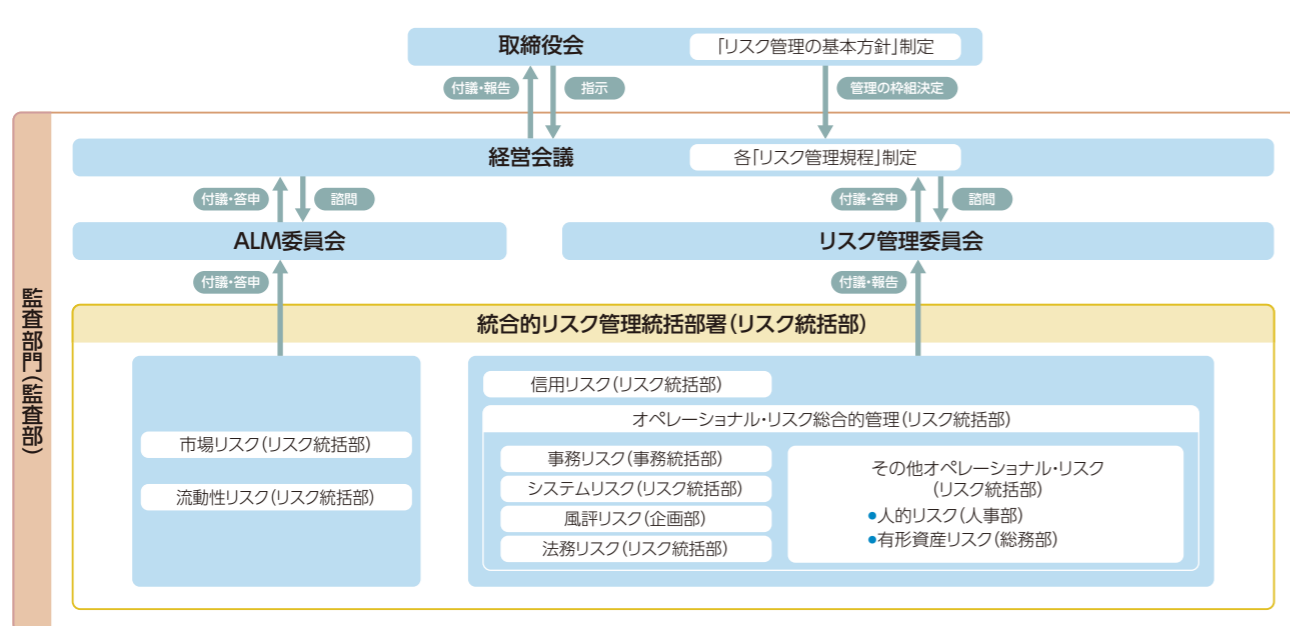 取締役会
「リスク管理の基本方針」制定
付議・報告
指示
管理の枠組決定
経営会議
各「リスク管理規程」制定
付議・答申
諮問
付議・答申
諮問
ALM委員会
リスク管理委員会
付議・答申
付議・報告
監査部門(監査部)
統合的リスク管理統括部署(リスク統括部)
市場リスク(リスク統括部)
流動性リスク(リスク統括部)
信用リスク(リスク統括部)
オペレーショナル・リスク総合的管理(リスク統括部)
事務リスク(事務統括部)
システムリスク(リスク統括部)
風評リスク(企画部)
法務リスク(リスク統括部)
その他オペレーショナル・リスク
(リスク統括部)
●人的リスク(人事部)
●有形資産リスク(総務部)